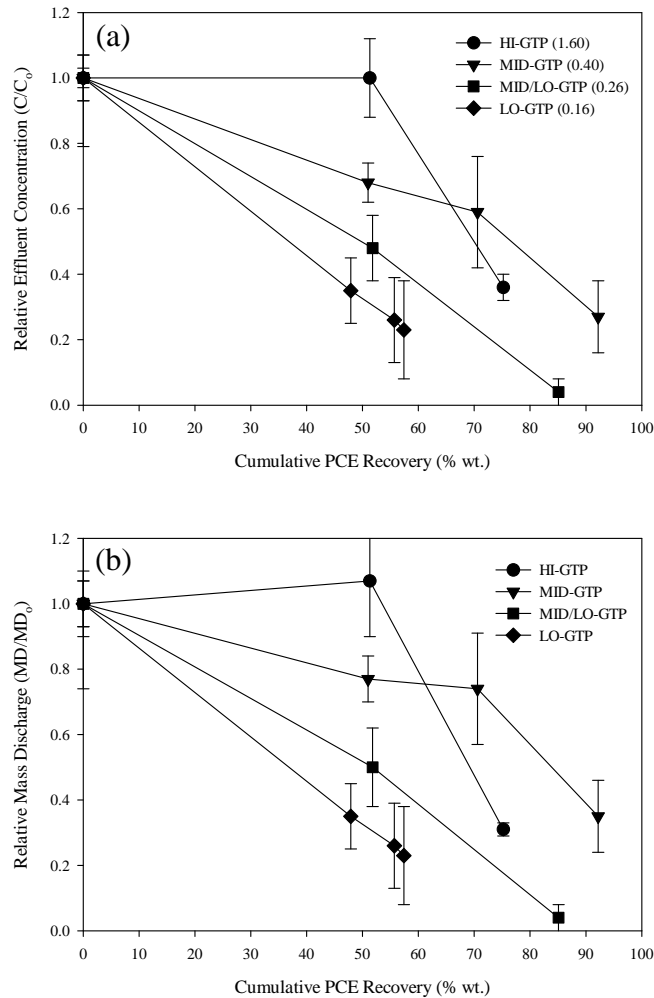 (a)
HI-GTP (1.60)
MID-GTP (0.40)
MID/LO-GTP (0.26)
LO-GTP (0.16)
Relative Effluent Concentration (C/Co)
1.2
1.0
0.8
0.6
0.4
0.2
0.0
0 10 20 30 40 50 60 70 80 90 100
Cumulative PCE Recovery (% wt.)
(b)
HI-GTP
MID-GTP
MID/LO-GTP
LO-GTP
Relative Mass Discharge (MD/MDo)
1.2
1.0
0.8
0.6
0.4
0.2
0.0
0 10 20 30 40 50 60 70 80 90 100
Cumulative PCE Recovery (% wt.)